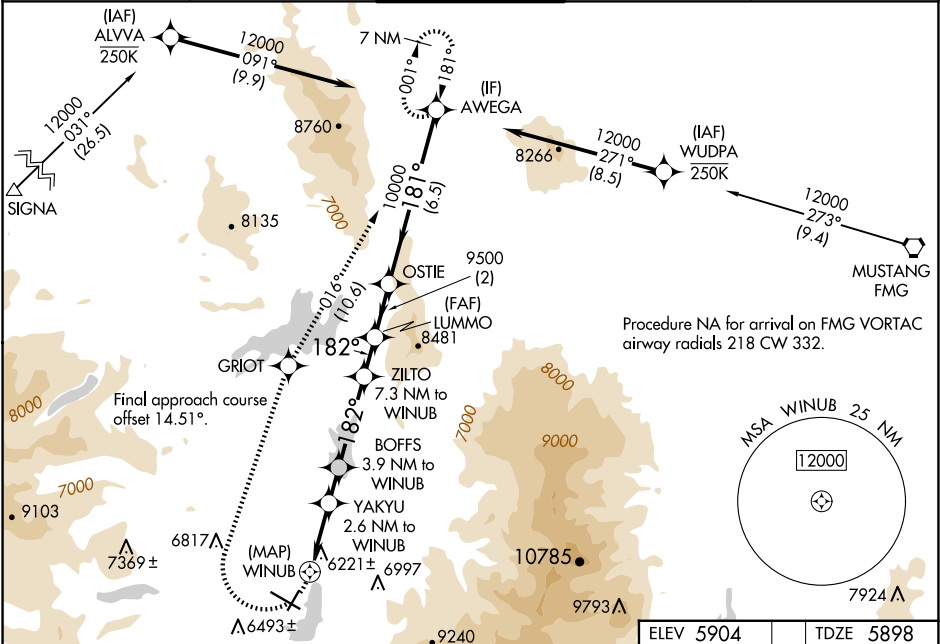 (IAF)
ALVVA
250K
12000
091°
(9.9)
12000
031°
(26.5)
SIGNA
7 NM
001°
181°
(IF)
AWEGA
8760
8266
12000
271°
(8.5)
(IAF)
WUDPA
250K
12000
273°
(9.4)
MUSTANG
FMG
7000
8135
10000
181°
(6.5)
016°
(10.6)
OSTIE
9500
(2)
(FAF)
LUMMO
8481
Procedure NA for arrival on FMG VORTAC
airway radials 218 CW 332.
182°
GRIOT
ZILTO
7.3 NM to
WINUB
Final approach course
offset 14.51°.
8000
7000
9103
182°
BOFFS
3.9 NM to
WINUB
YAKYU
2.6 NM to
WINUB
8000
7000
9000
MSA WINUB 25 NM
12000
6817
7369±
(MAP)
WINUB
6221±
6997
6493±
10785
9793
7924
9240
ELEV 5904
TDZE 5898